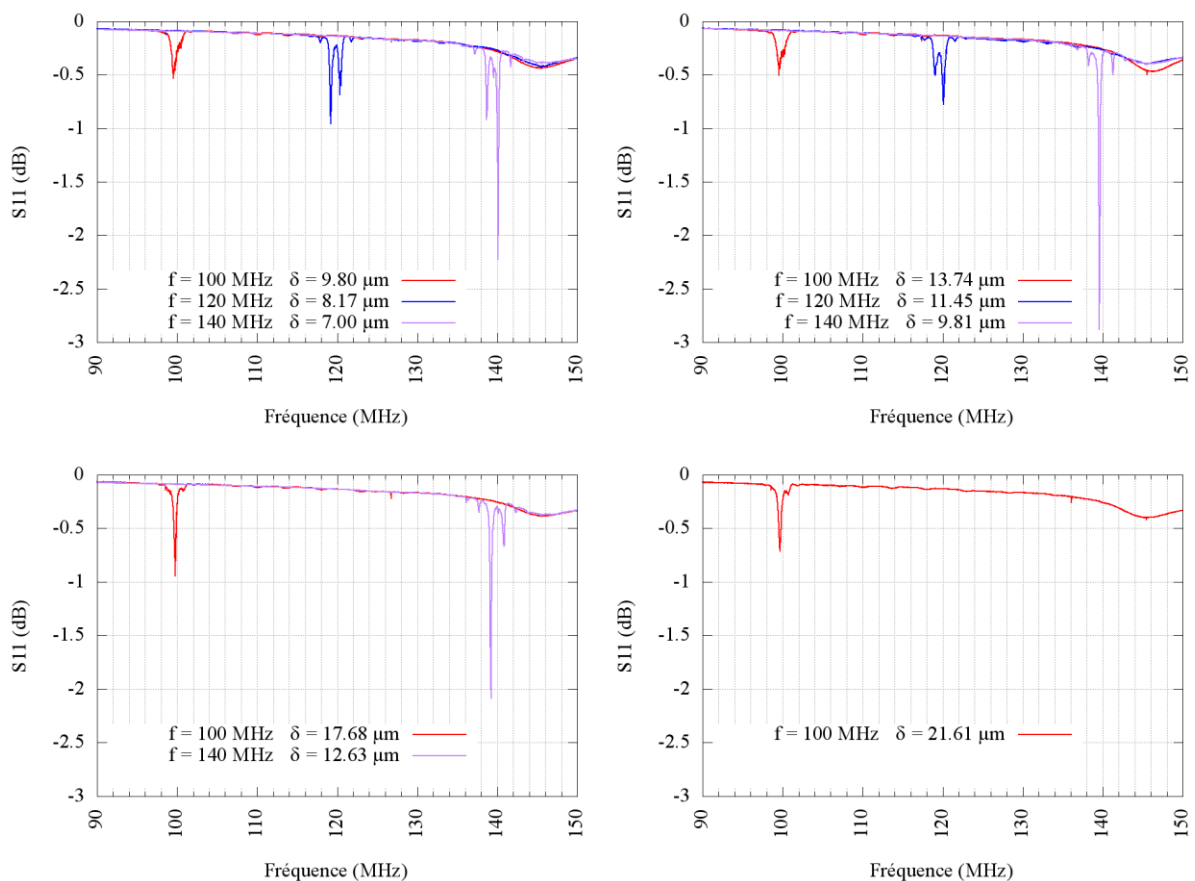 0
-0.5
-1
-1.5
-2
-2.5
-3
S11 (dB)
f = 100 MHz δ = 9.80 µm
f = 120 MHz δ = 8.17 µm
f = 140 MHz δ = 7.00 µm
90 100 110 120 130 140 150
Fréquence (MHz)
0
-0.5
-1
-1.5
-2
-2.5
-3
S11 (dB)
f = 100 MHz δ = 13.74 µm
f = 120 MHz δ = 11.45 µm
f = 140 MHz δ = 9.81 µm
90 100 110 120 130 140 150
Fréquence (MHz)
0
-0.5
-1
-1.5
-2
-2.5
-3
S11 (dB)
f = 100 MHz δ = 17.68 µm
f = 140 MHz δ = 12.63 µm
90 100 110 120 130 140 150
Fréquence (MHz)
0
-0.5
-1
-1.5
-2
-2.5
-3
S11 (dB)
f = 100 MHz δ = 21.61 µm
90 100 110 120 130 140 150
Fréquence (MHz)